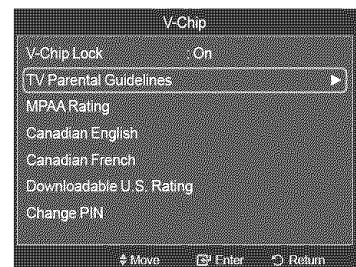 V-Chip
V-Chip Lock : On
TV Parental Guidelines
MPAA Rating
Canadian English
Canadian French
Downloadable U.S. Rating
Change PIN
Move Enter Return